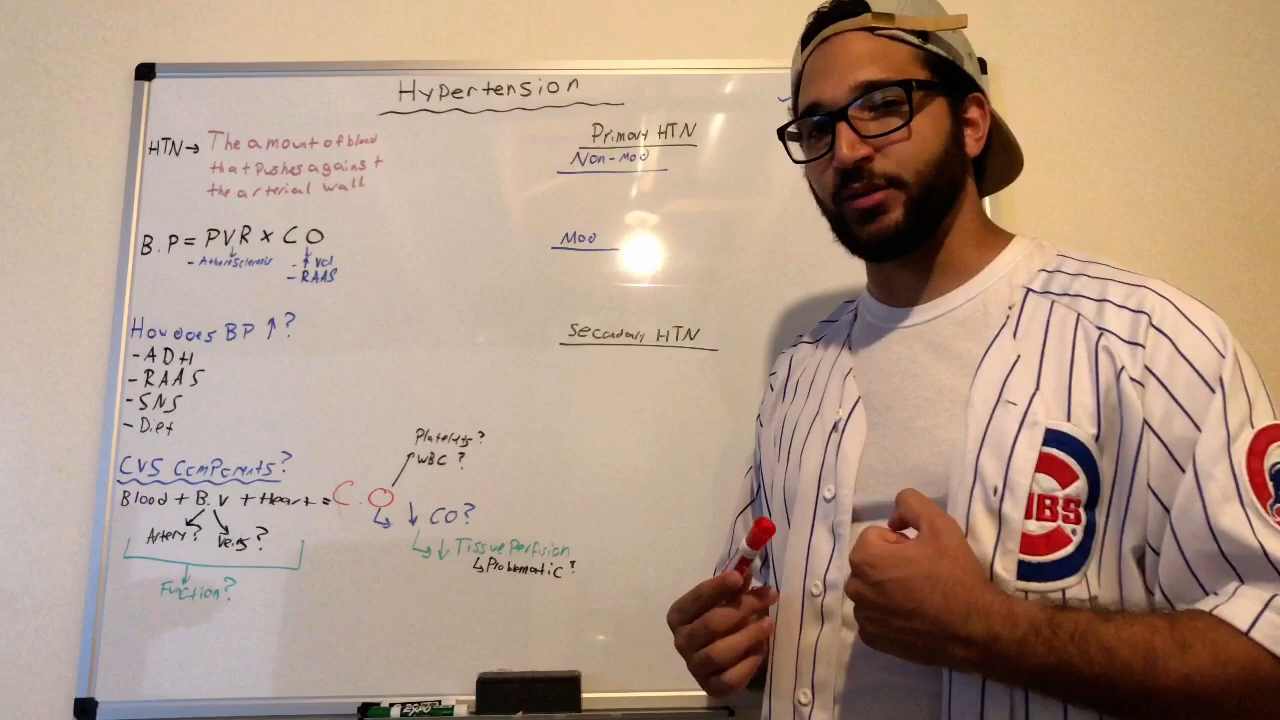 Hypertension
HTN → The amount of blood
that pushes against
the arterial wall
B.P = PVR x CO
- Atherosclerosis
- ↑ Vol
- RAAS
How does BP ↑?
- ADH
- RAAS
- SNS
- Diet
CVS Components?
Blood + B.V + Heart = C.O
Artery? Veins?
Function?
Platelets?
WBC?
↓ CO?
↓ Tissue Perfusion
↳ Problematic?
Primary HTN
Non-Mod
Mod
Secondary HTN
EXPO
CUBS